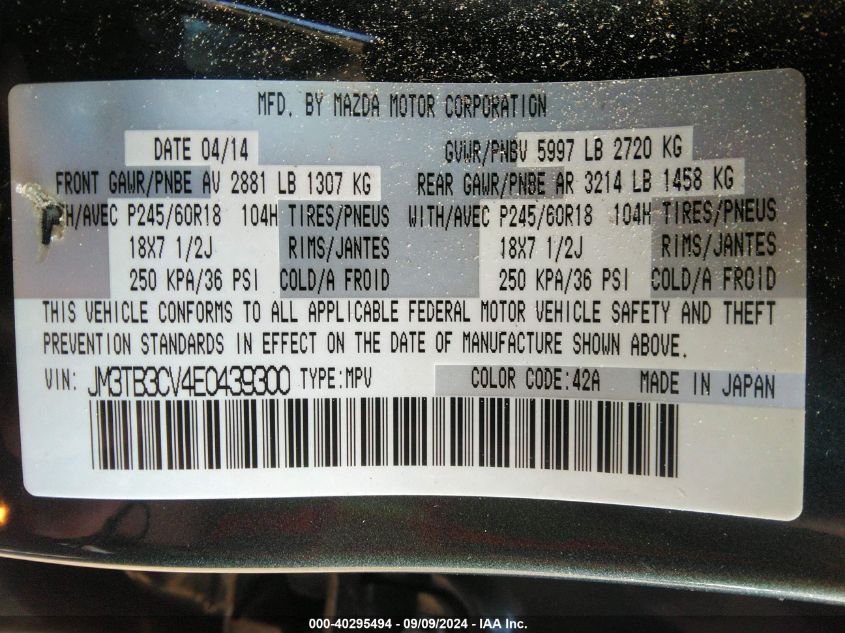 MFD. BY MAZDA MOTOR CORPORATION
DATE 04/14 GVWR/PNBV 5997 LB 2720 KG
FRONT GAWR/PNBE AV 2881 LB 1307 KG REAR GAWR/PNBE AR 3214 LB 1458 KG
TH/AVEC P245/60R18 104H TIRES/PNEUS WITH/AVEC P245/60R18 104H TIRES/PNEUS
18X7 1/2J RIMS/JANTES 18X7 1/2J RIMS/JANTES
250 KPA/36 PSI COLD/A FROID 250 KPA/36 PSI COLD/A FROID
THIS VEHICLE CONFORMS TO ALL APPLICABLE FEDERAL MOTOR VEHICLE SAFETY AND THEFT
PREVENTION STANDARDS IN EFFECT ON THE DATE OF MANUFACTURE SHOWN ABOVE.
VIN: JM3TB3CV4E0439300 TYPE:MPV COLOR CODE:42A MADE IN JAPAN
000-40295494 - 09/09/2024 - IAA Inc.